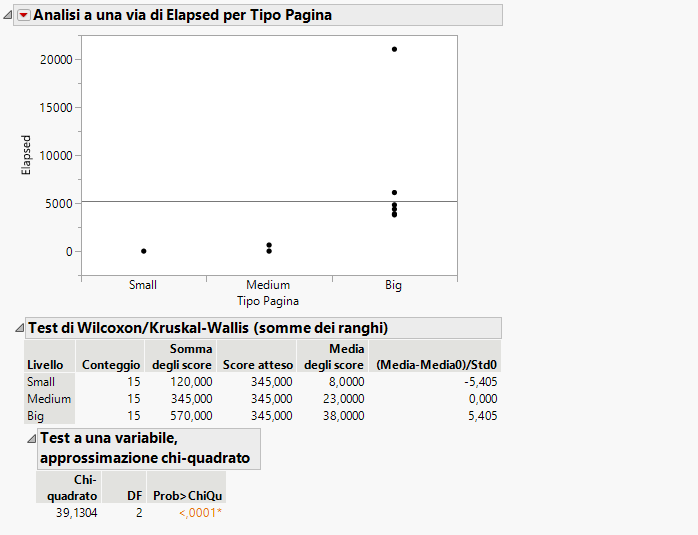 Analisi a una via di Elapsed per Tipo Pagina
20000
15000
10000
5000
0
Elapsed
Small Medium Big
Tipo Pagina
Test di Wilcoxon/Kruskal-Wallis (somme dei ranghi)
Livello Conteggio Somma degli score Score atteso Media degli score (Media-Media0)/Std0
Small 15 120,000 345,000 8,0000 -5,405
Medium 15 345,000 345,000 23,0000 0,000
Big 15 570,000 345,000 38,0000 5,405
Test a una variabile,
approssimazione chi-quadrato
Chi-quadrato DF Prob>ChiQu
39,1304 2 <,0001*